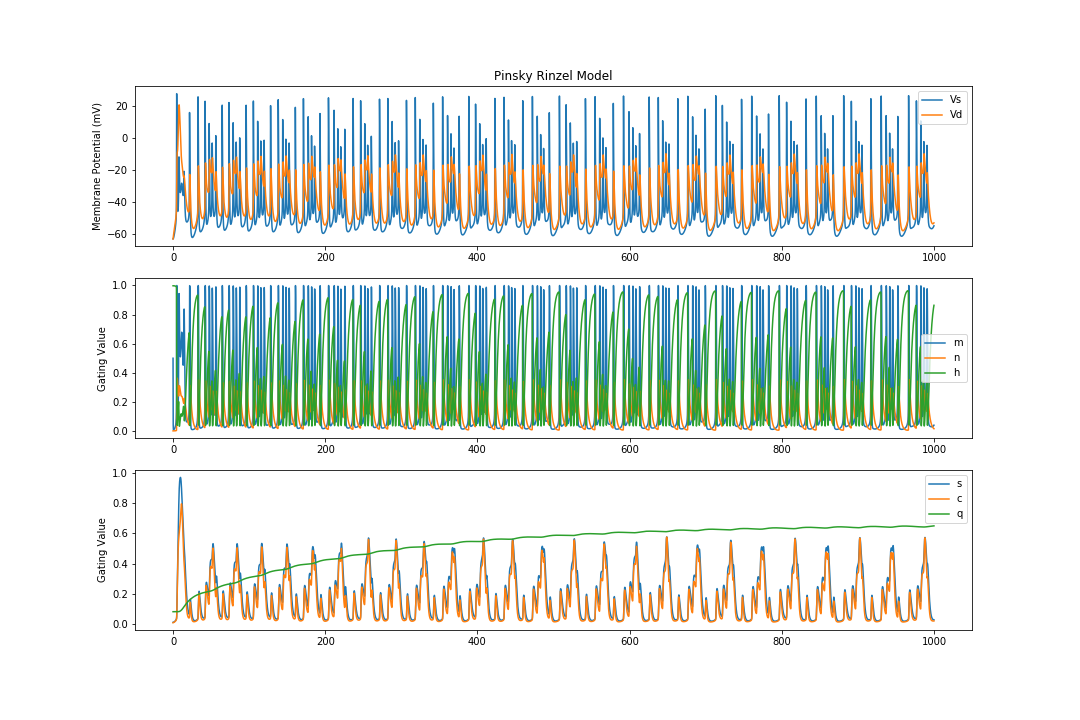 Pinsky Rinzel Model
Membrane Potential (mV)
20
0
−20
−40
−60
Vs
Vd
0
200
400
600
800
1000
Gating Value
1.0
0.8
0.6
0.4
0.2
0.0
m
n
h
0
200
400
600
800
1000
Gating Value
1.0
0.8
0.6
0.4
0.2
0.0
s
c
q
0
200
400
600
800
1000